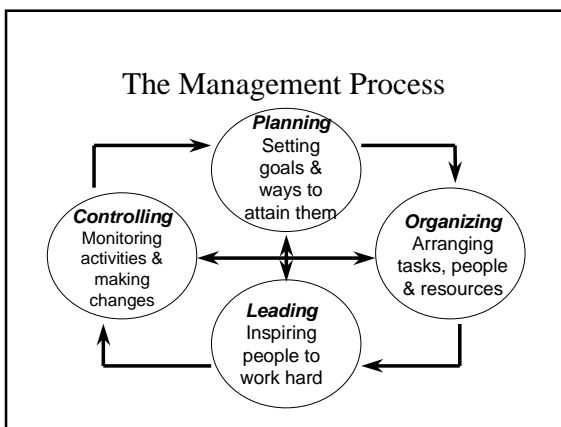 The Management Process
Planning
Setting
goals &
ways to
attain them
Organizing
Arranging
tasks, people
& resources
Leading
Inspiring
people to
work hard
Controlling
Monitoring
activities &
making
changes